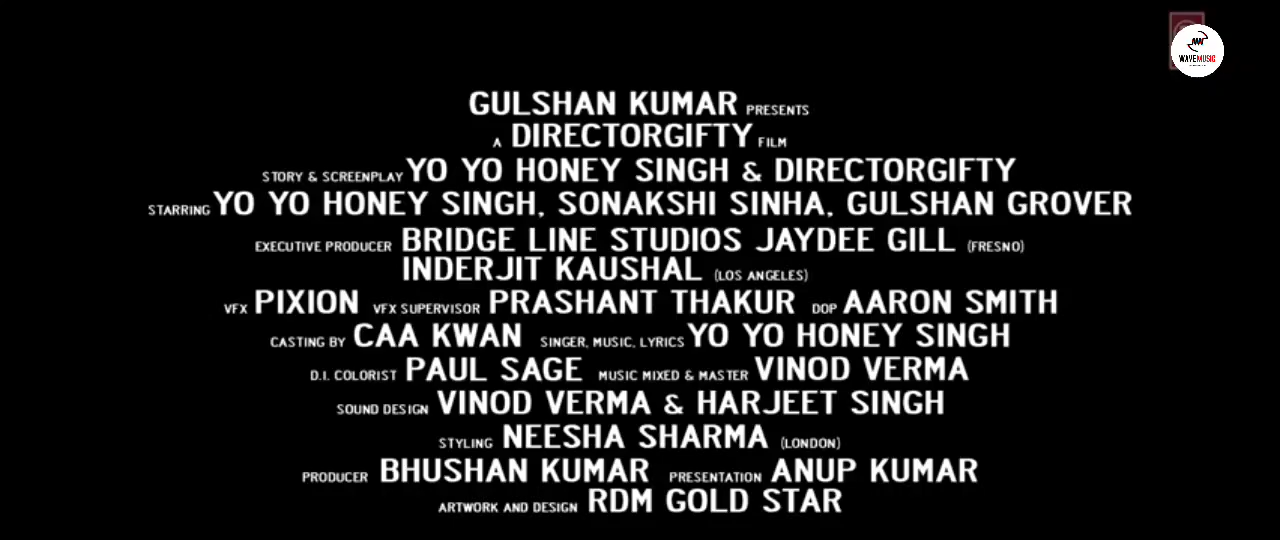 WAVEMUSIC
GULSHAN KUMAR PRESENTS
A DIRECTORGIFTY FILM
STORY & SCREENPLAY YO YO HONEY SINGH & DIRECTORGIFTY
STARRING YO YO HONEY SINGH, SONAKSHI SINHA, GULSHAN GROVER
EXECUTIVE PRODUCER BRIDGE LINE STUDIOS JAYDEE GILL (FRESNO)
INDERJIT KAUSHAL (LOS ANGELES)
VFX PIXION VFX SUPERVISOR PRASHANT THAKUR DOP AARON SMITH
CASTING BY CAA KWAN SINGER, MUSIC, LYRICS YO YO HONEY SINGH
D.I. COLORIST PAUL SAGE MUSIC MIXED & MASTER VINOD VERMA
SOUND DESIGN VINOD VERMA & HARJEET SINGH
STYLING NEESHA SHARMA (LONDON)
PRODUCER BHUSHAN KUMAR PRESENTATION ANUP KUMAR
ARTWORK AND DESIGN RDM GOLD STAR